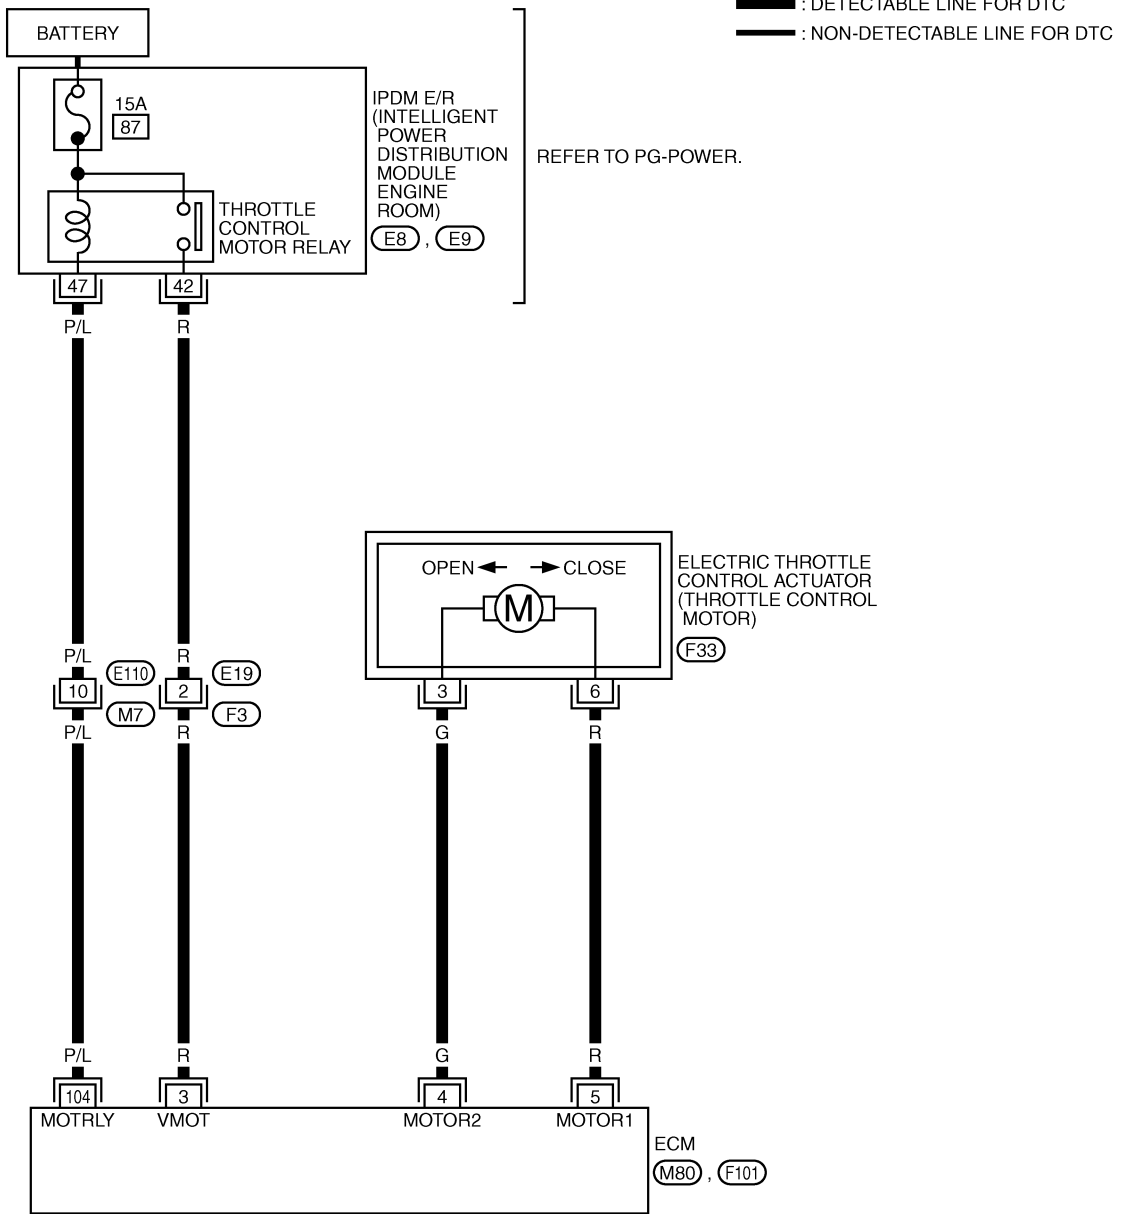 : DETECTABLE LINE FOR DTC
: NON-DETECTABLE LINE FOR DTC
BATTERY
15A
87
IPDM E/R
(INTELLIGENT
POWER
DISTRIBUTION
MODULE
ENGINE
ROOM)
E8 , E9
REFER TO PG-POWER.
THROTTLE
CONTROL
MOTOR RELAY
47 42
P/L R
OPEN CLOSE
M
ELECTRIC THROTTLE
CONTROL ACTUATOR
(THROTTLE CONTROL
MOTOR)
F33
P/L R
E110 E19
10 2 3 6
M7 F3
P/L R G R
P/L R G R
104 3 4 5
MOTRLY VMOT MOTOR2 MOTOR1
ECM
M80 , F101